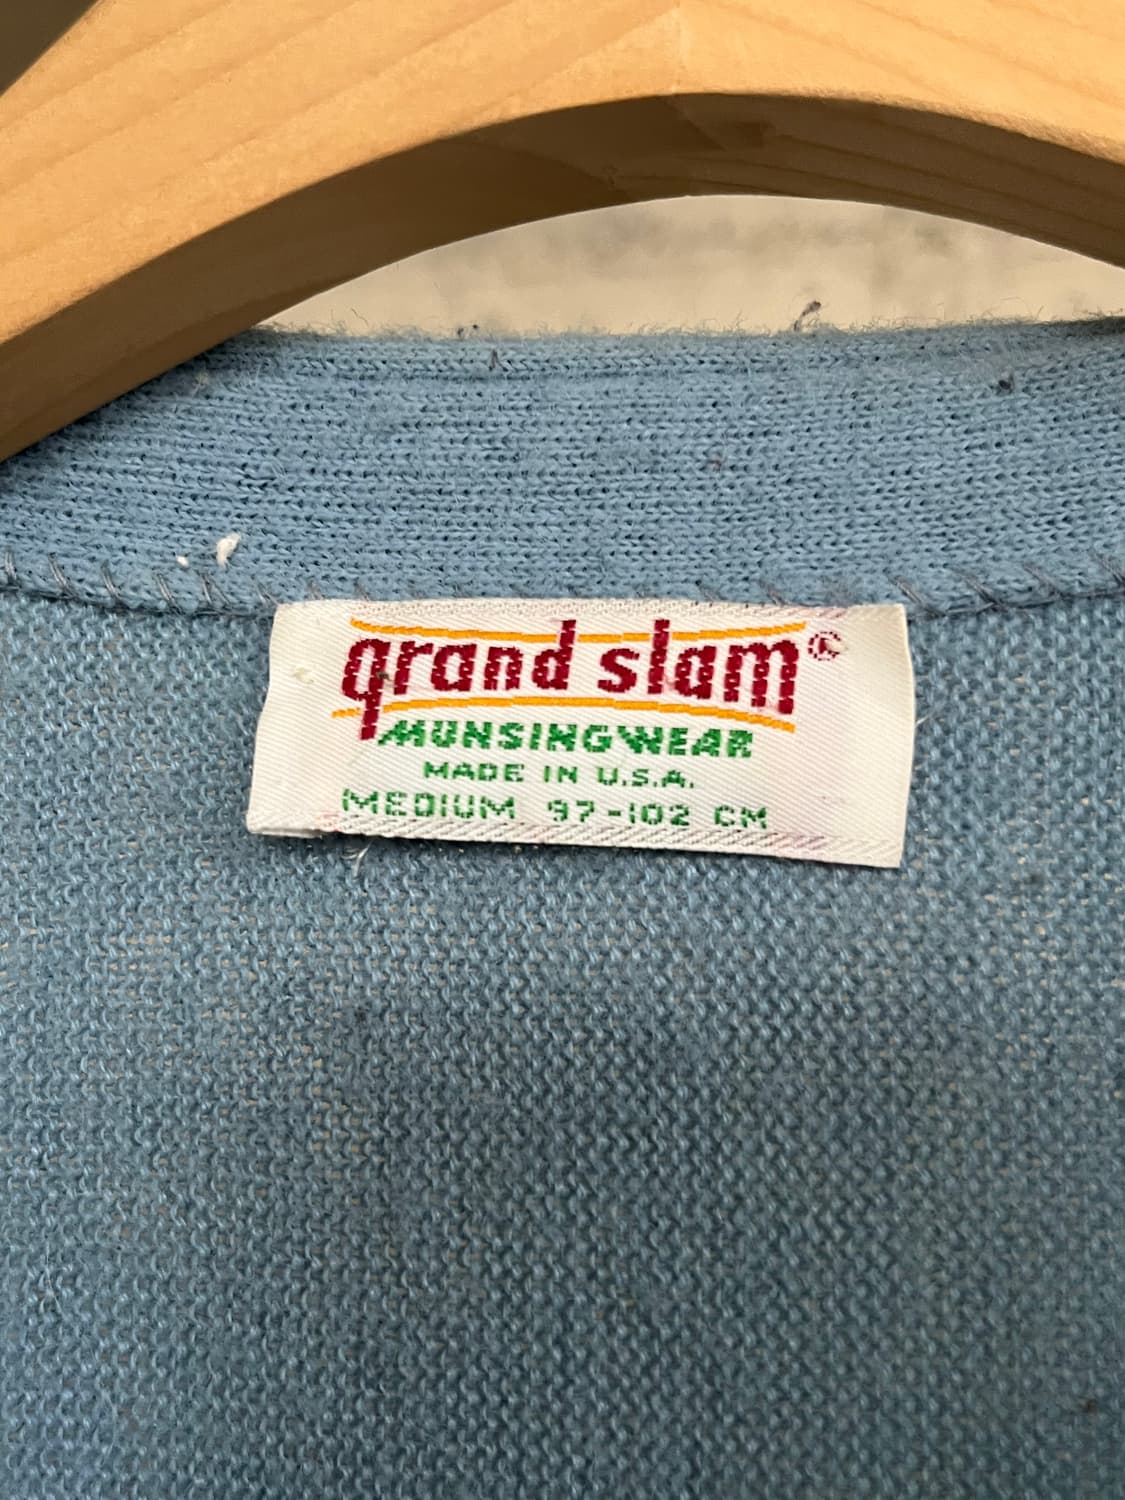 grand slam®
MUNSINGWEAR
MADE IN U.S.A.
MEDIUM 97-102 CM